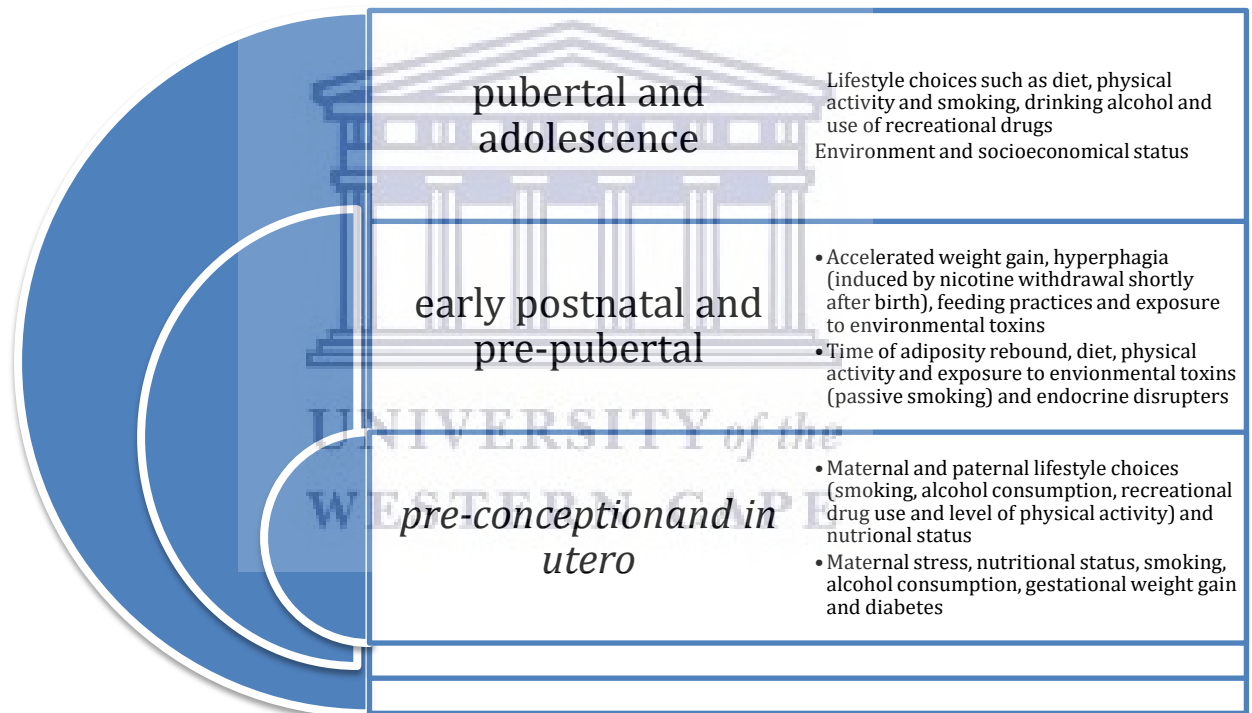 pubertal and
adolescence
Lifestyle choices such as diet, physical
activity and smoking, drinking alcohol and
use of recreational drugs
Environment and socioeconomical status
early postnatal and
pre-pubertal
• Accelerated weight gain, hyperphagia
(induced by nicotine withdrawal shortly
after birth), feeding practices and exposure
to environmental toxins
• Time of adiposity rebound, diet, physical
activity and exposure to envionmental toxins
(passive smoking) and endocrine disrupters
UNIVERSITY of the
WESTERN CAPE
pre-conceptionand in
utero
• Maternal and paternal lifestyle choices
(smoking, alcohol consumption, recreational
drug use and level of physical activity) and
nutrional status
• Maternal stress, nutritional status, smoking,
alcohol consumption, gestational weight gain
and diabetes